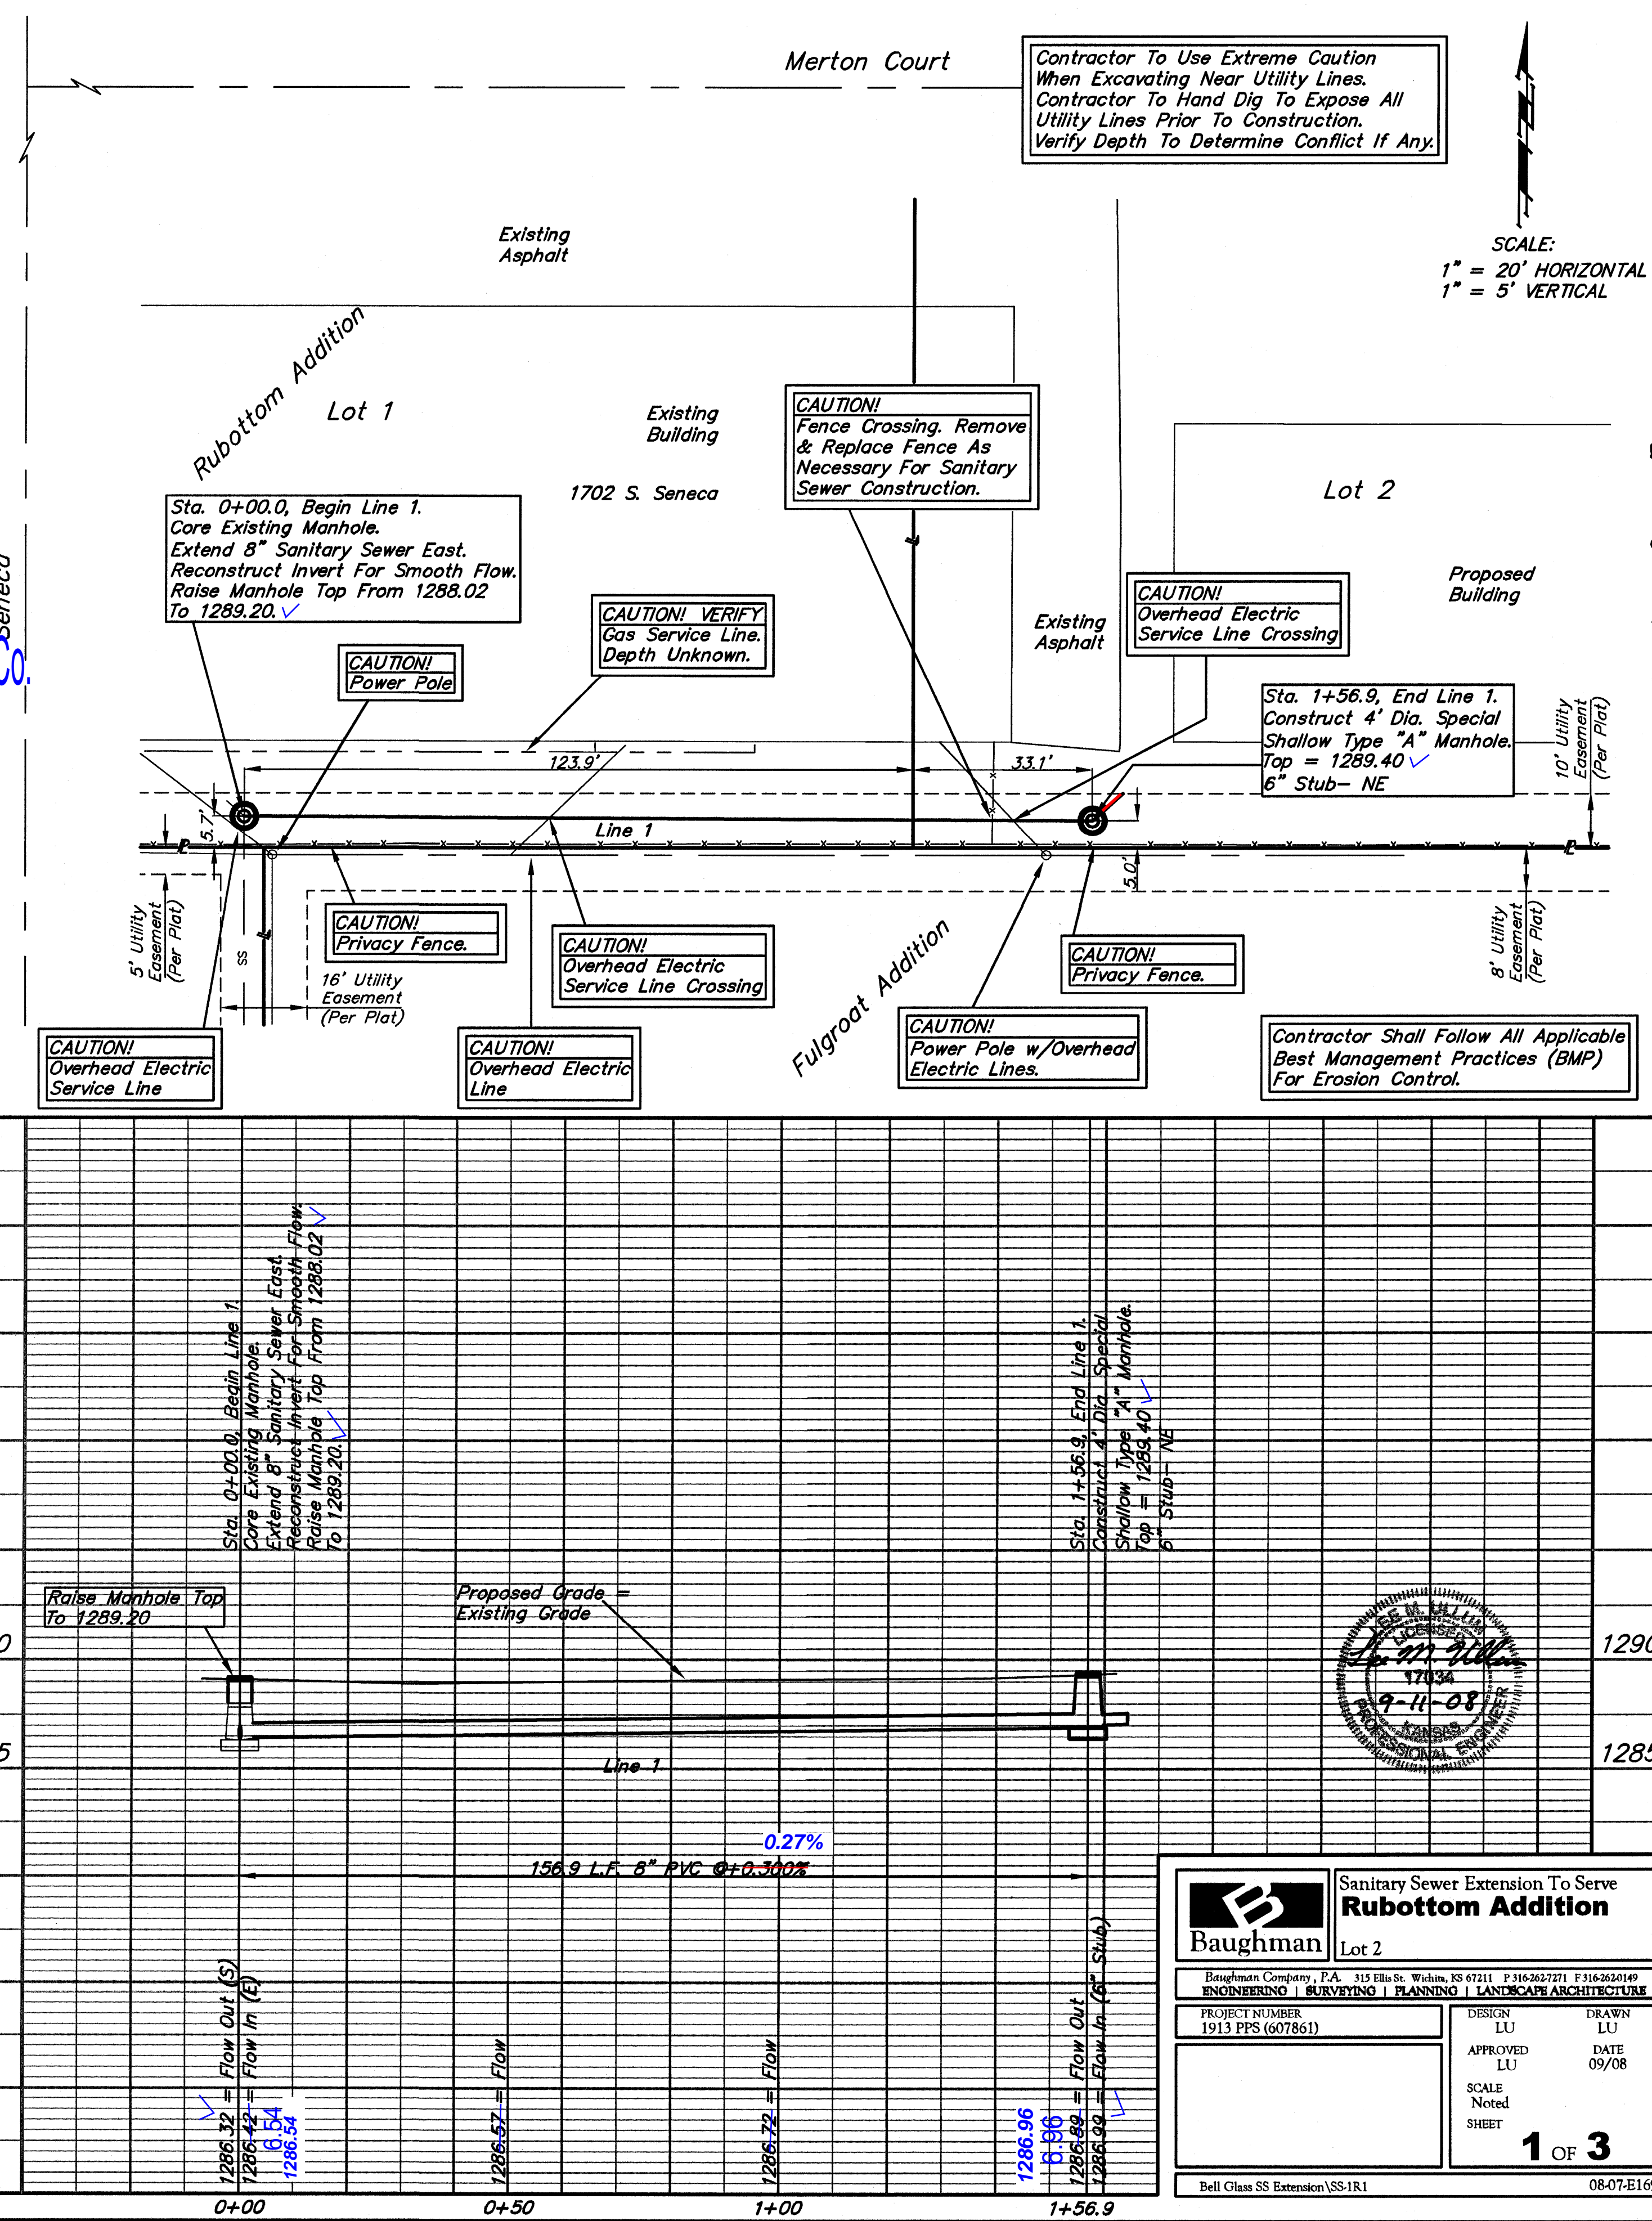 Merton Court
Contractor To Use Extreme Caution
When Excavating Near Utility Lines.
Contractor To Hand Dig To Expose All
Utility Lines Prior To Construction.
Verify Depth To Determine Conflict If Any.
SCALE:
1" = 20' HORIZONTAL
1" = 5' VERTICAL
Existing
Asphalt
Rubottom Addition
Lot 1
Existing
Building
1702 S. Seneca
CAUTION!
Fence Crossing. Remove
& Replace Fence As
Necessary For Sanitary
Sewer Construction.
Lot 2
Proposed
Building
Seneca
Co.
Sta. 0+00.0, Begin Line 1.
Core Existing Manhole.
Extend 8" Sanitary Sewer East.
Reconstruct Invert For Smooth Flow.
Raise Manhole Top From 1288.02
To 1289.20.
CAUTION!
Power Pole
CAUTION! VERIFY
Gas Service Line.
Depth Unknown.
Existing
Asphalt
CAUTION!
Overhead Electric
Service Line Crossing
Sta. 1+56.9, End Line 1.
Construct 4' Dia. Special
Shallow Type "A" Manhole.
Top = 1289.40
6" Stub- NE
10' Utility
Easement
(Per Plat)
123.9'
33.1'
5.7'
Line 1
5.0'
5' Utility
Easement
(Per Plat)
SS
16' Utility
Easement
(Per Plat)
CAUTION!
Privacy Fence.
CAUTION!
Overhead Electric
Service Line Crossing
Fulgroat Addition
CAUTION!
Privacy Fence.
8' Utility
Easement
(Per Plat)
CAUTION!
Overhead Electric
Service Line
CAUTION!
Overhead Electric
Line
CAUTION!
Power Pole w/Overhead
Electric Lines.
Contractor Shall Follow All Applicable
Best Management Practices (BMP)
For Erosion Control.
Sta. 0+00.0, Begin Line 1.
Core Existing Manhole.
Extend 8" Sanitary Sewer East.
Reconstruct Invert For Smooth Flow.
Raise Manhole Top From 1288.02
To 1289.20.
Sta. 1+56.9, End Line 1.
Construct 4' Dia. Special
Shallow Type "A" Manhole.
Top = 1289.40
6" Stub- NE
Raise Manhole Top
To 1289.20
Proposed Grade =
Existing Grade
LEE M. ULLUM
LICENSED
17034
9-11-08
KANSAS
PROFESSIONAL ENGINEER
0
1290
5
1285
Line 1
0.27%
156.9 L.F. 8" PVC @+0.300%
1286.32 = Flow Out (S)
1286.42 = Flow In (E)
6.54
1286.54
1286.57 = Flow
1286.72 = Flow
1286.96
6.96
1286.89 = Flow Out
1286.99 = Flow In (6" Stub)
0+00
0+50
1+00
1+56.9
B
Baughman
Sanitary Sewer Extension To Serve
Rubottom Addition
Lot 2
Baughman Company, P.A. 315 Ellis St. Wichita, KS 67211 P 316-262-7271 F 316-262-0149
ENGINEERING | SURVEYING | PLANNING | LANDSCAPE ARCHITECTURE
PROJECT NUMBER
1913 PPS (607861)
DESIGN
LU
DRAWN
LU
APPROVED
LU
DATE
09/08
SCALE
Noted
SHEET
1 OF 3
Bell Glass SS Extension\SS-1R1
08-07-E16